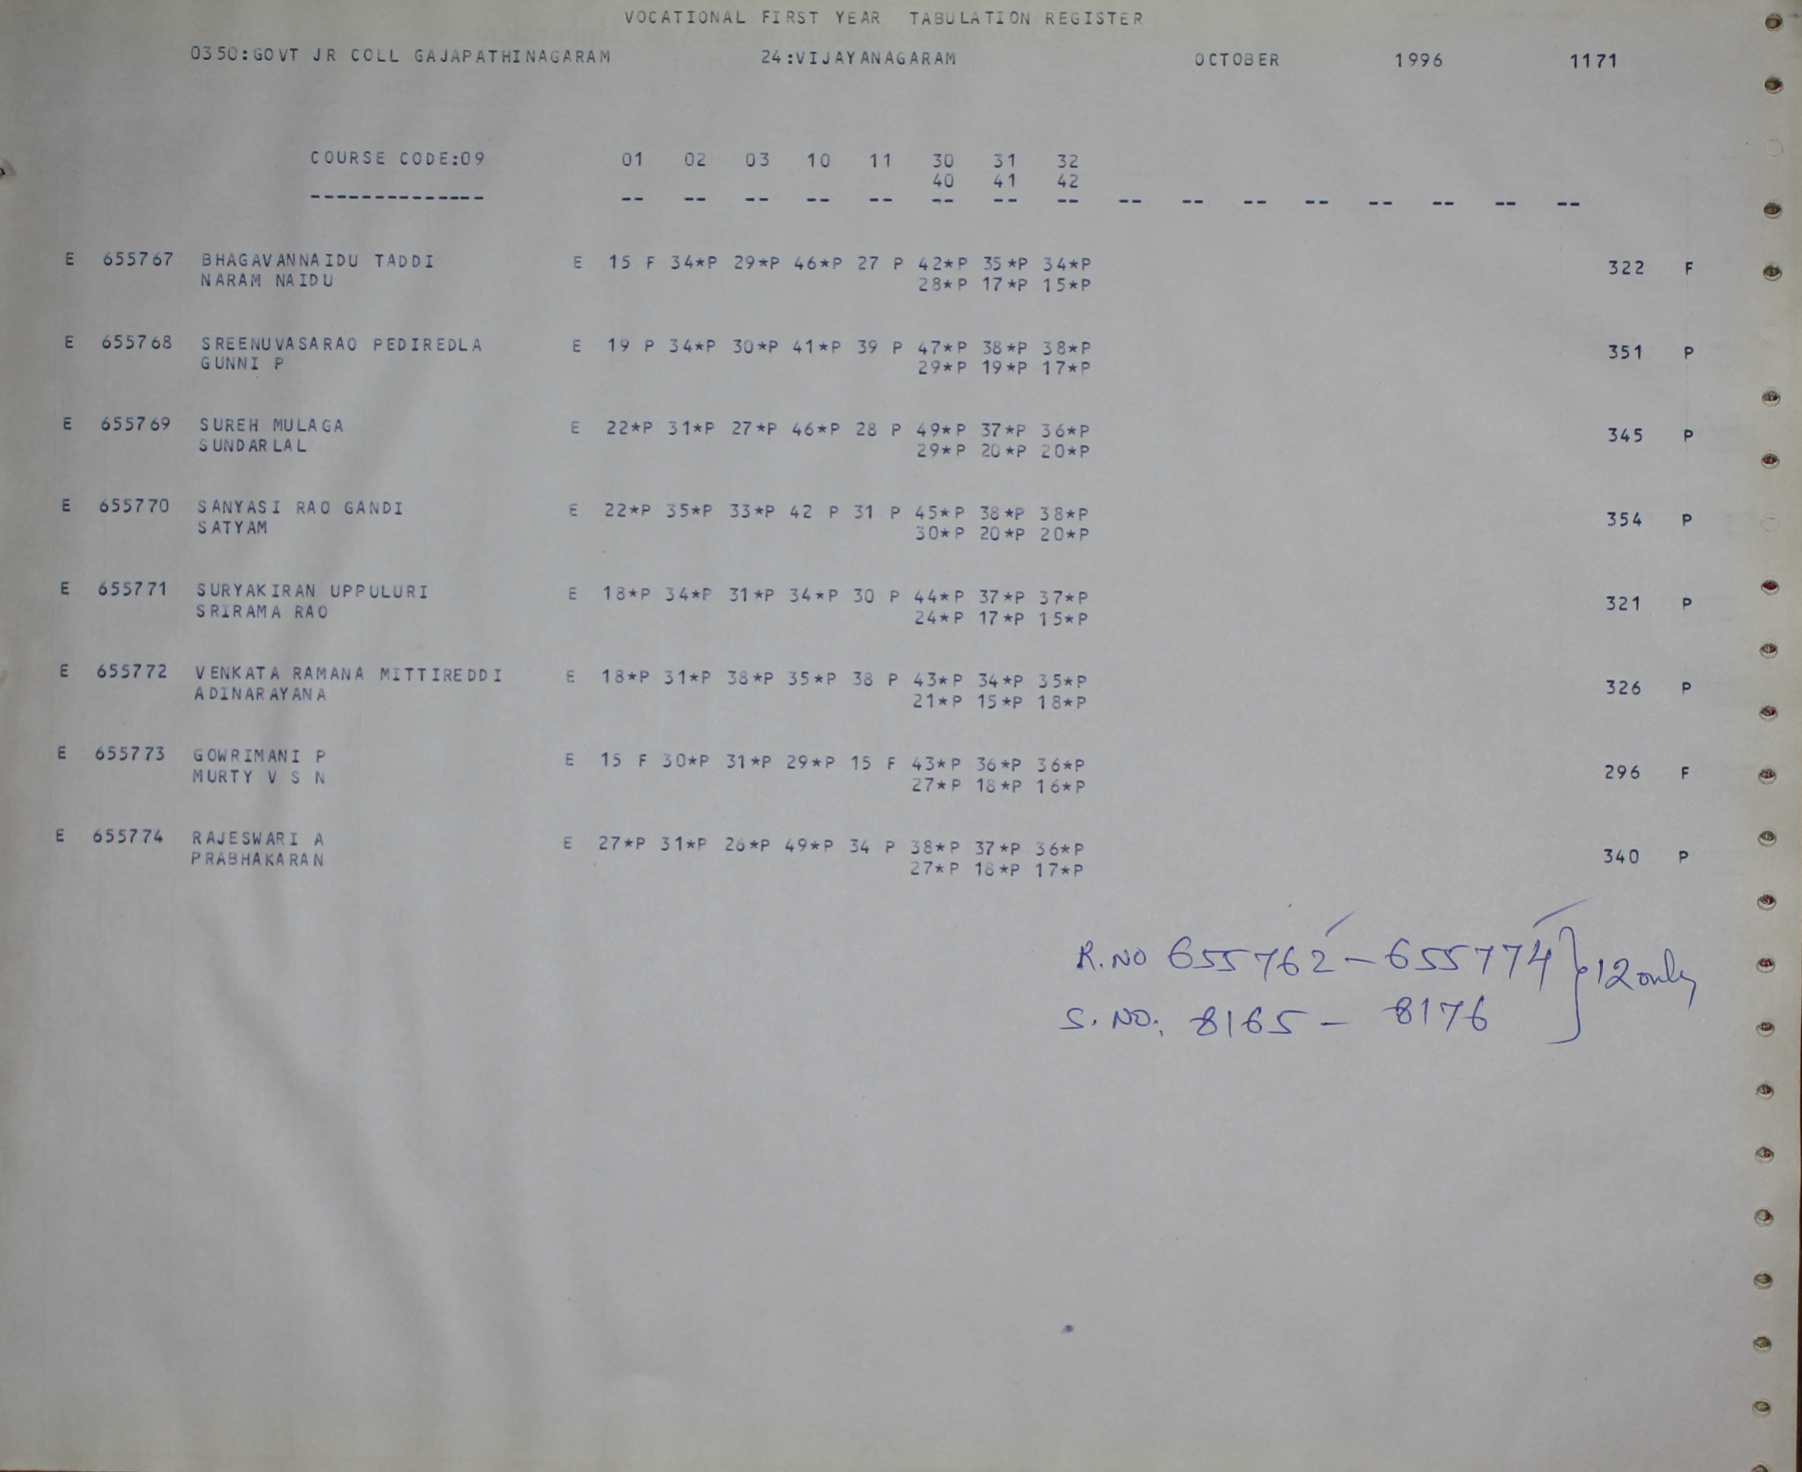 VOCATIONAL FIRST YEAR TABULATION REGISTER
0350:GOVT JR COLL GAJAPATHINAGARAM 24:VIJAYANAGARAM OCTOBER 1996 1171
COURSE CODE:09 01 02 03 10 11 30 31 32
40 41 42
-------------- -- -- -- -- -- -- -- -- -- -- -- -- -- -- -- --
E 655767 BHAGAVANNAIDU TADDI E 15 F 34*P 29*P 46*P 27 P 42*P 35*P 34*P 322 F
NARAM NAIDU 28*P 17*P 15*P
E 655768 SREENUVASARAO PEDIREDLA E 19 P 34*P 30*P 41*P 39 P 47*P 38*P 38*P 351 P
GUNNI P 29*P 19*P 17*P
E 655769 SUREH MULAGA E 22*P 31*P 27*P 46*P 28 P 49*P 37*P 36*P 345 P
SUNDARLAL 29*P 20*P 20*P
E 655770 SANYASI RAO GANDI E 22*P 35*P 33*P 42 P 31 P 45*P 38*P 38*P 354 P
SATYAM 30*P 20*P 20*P
E 655771 SURYAKIRAN UPPULURI E 18*P 34*P 31*P 34*P 30 P 44*P 37*P 37*P 321 P
SRIRAMA RAO 24*P 17*P 15*P
E 655772 VENKATA RAMANA MITTIREDDI E 18*P 31*P 38*P 35*P 38 P 43*P 34*P 35*P 326 P
ADINARAYANA 21*P 15*P 18*P
E 655773 GOWRIMANI P E 15 F 30*P 31*P 29*P 15 F 43*P 36*P 36*P 296 F
MURTY V S N 27*P 18*P 16*P
E 655774 RAJESWARI A E 27*P 31*P 26*P 49*P 34 P 38*P 37*P 36*P 340 P
PRABHAKARAN 27*P 18*P 17*P
R.NO 655762 - 655774 } 12 only
S.NO: 8165 - 8176